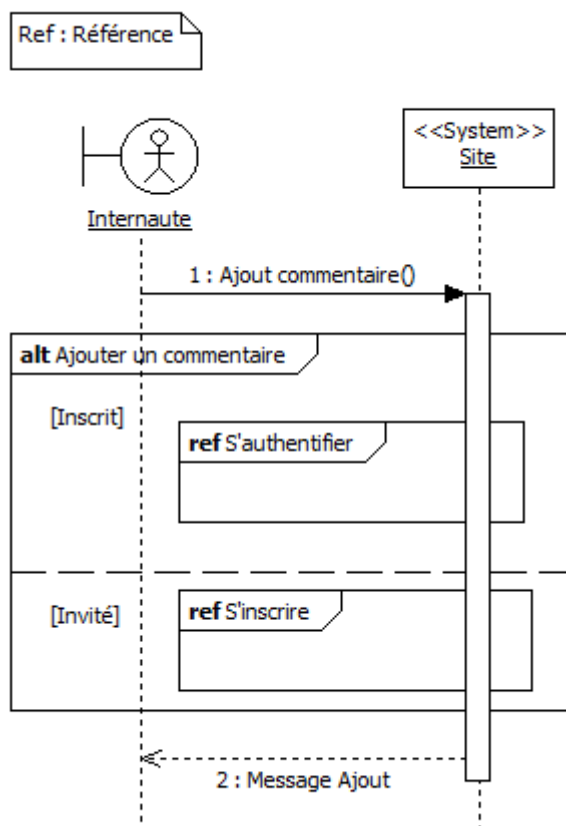 Ref : Référence
<<System>>
Site
Internaute
1 : Ajout commentaire()
alt Ajouter un commentaire
[Inscrit]
ref S'authentifier
[Invité]
ref S'inscrire
2 : Message Ajout